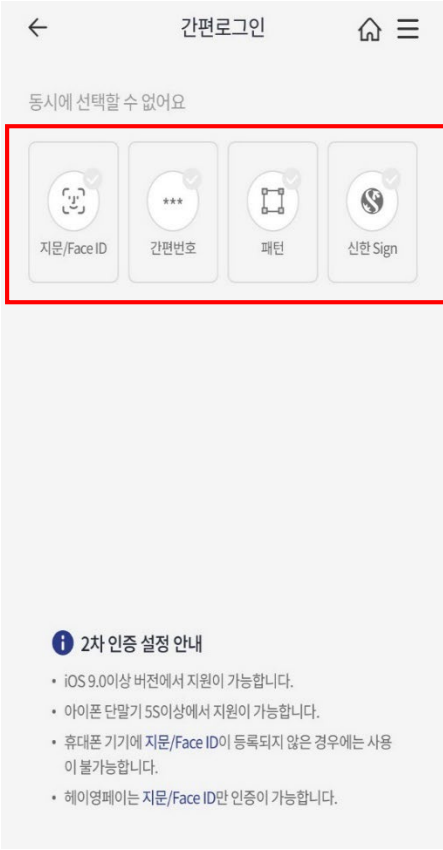 간편로그인
동시에 선택할 수 없어요
지문/Face ID
***
간편번호
패턴
신한 Sign
2차 인증 설정 안내
• iOS 9.0이상 버전에서 지원이 가능합니다.
• 아이폰 단말기 5S이상에서 지원이 가능합니다.
• 휴대폰 기기에 지문/Face ID이 등록되지 않은 경우에는 사용
이 불가능합니다.
• 헤이영페이는 지문/Face ID만 인증이 가능합니다.